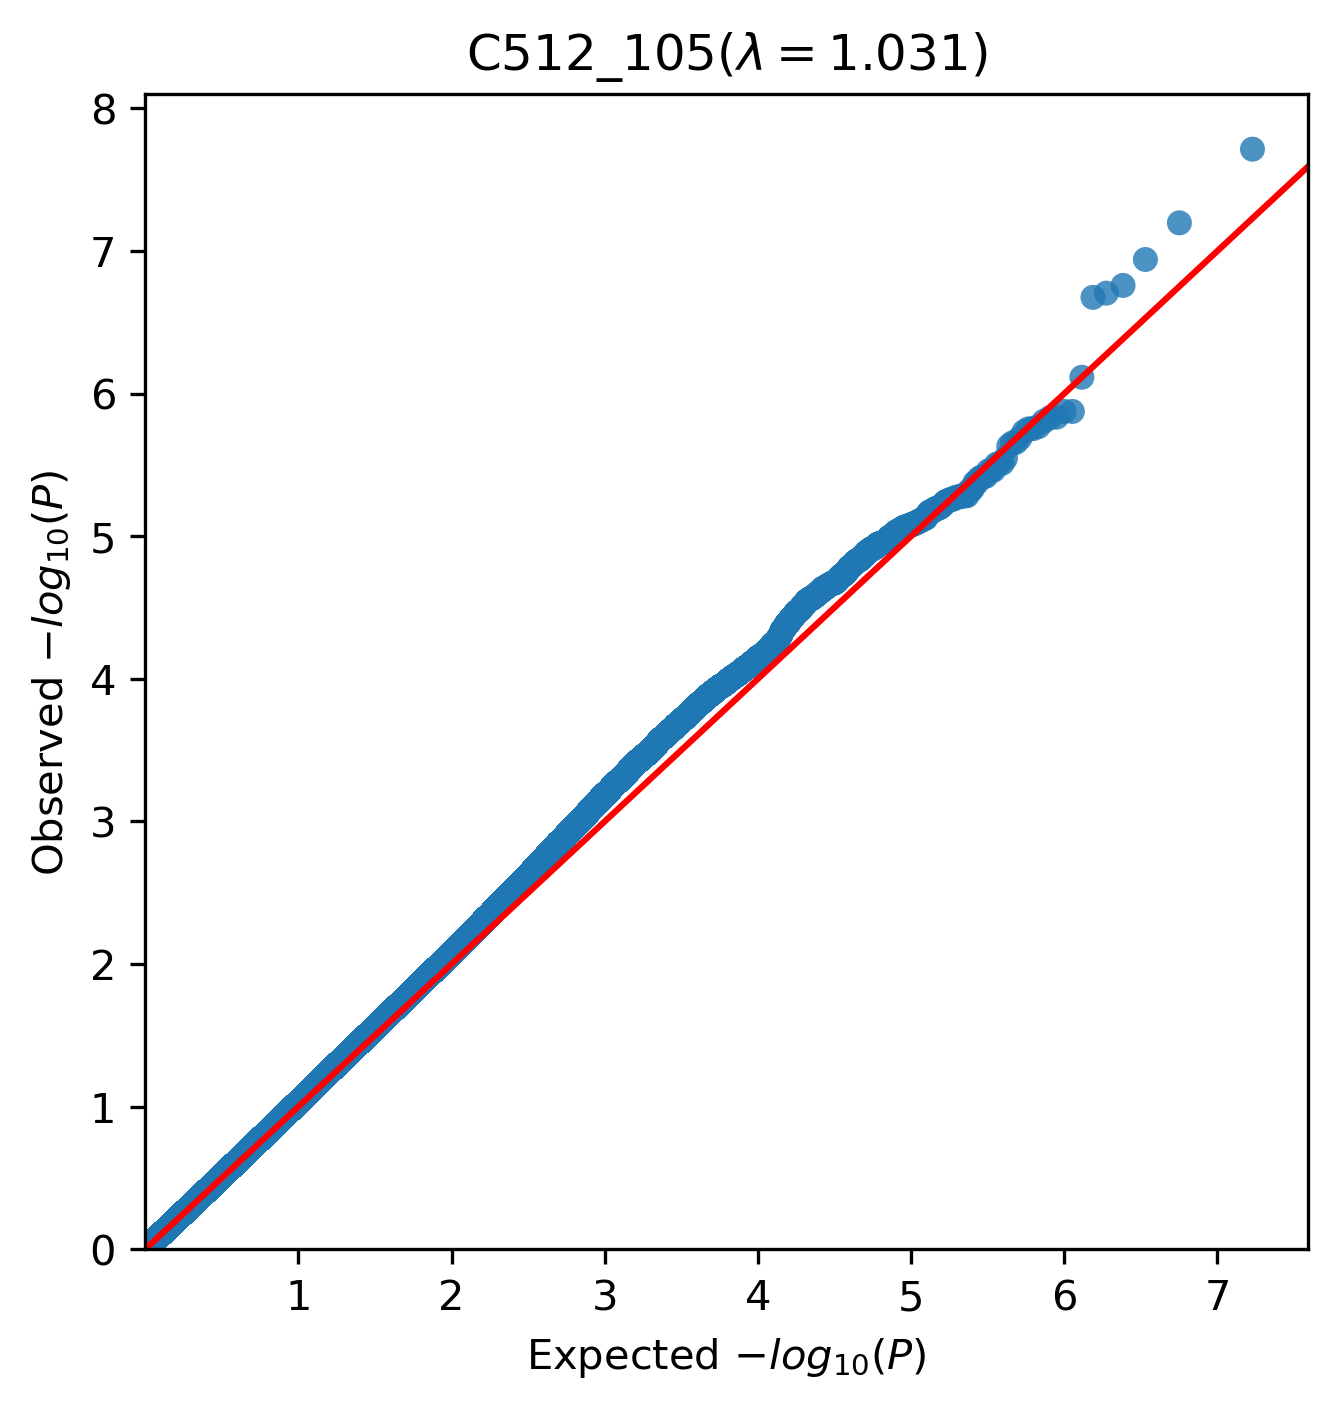 C512_105(λ = 1.031)
8
7
6
5
4
3
2
1
0
Observed −log₁₀(P)
1 2 3 4 5 6 7
Expected −log₁₀(P)